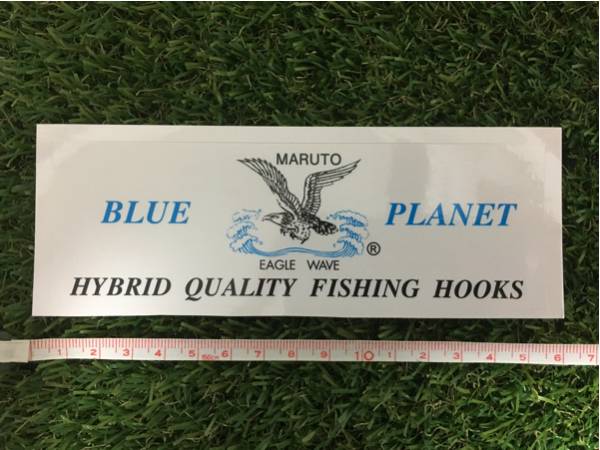 MARUTO
BLUE PLANET
EAGLE WAVE ®
HYBRID QUALITY FISHING HOOKS
1 2 3 4 5 6 7 8 9 10 1 2 3 4 5 6 7